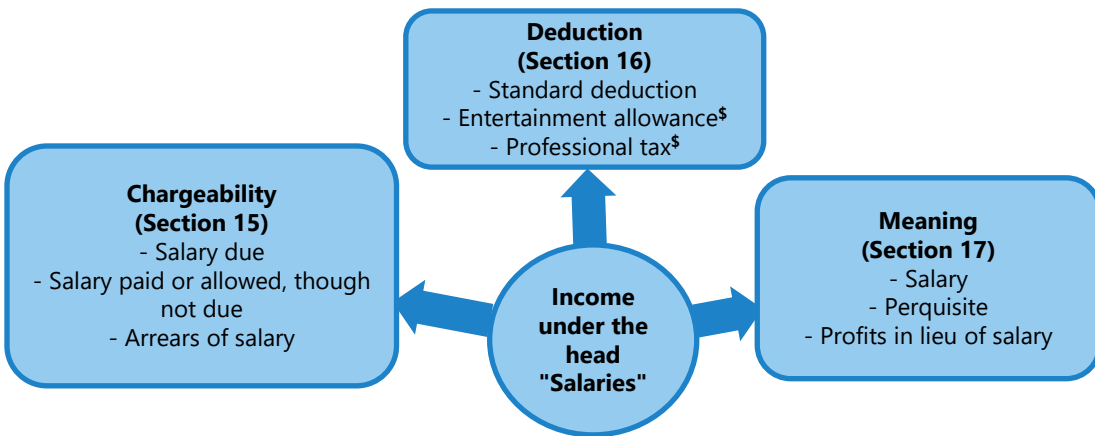 Deduction
(Section 16)
- Standard deduction
- Entertainment allowance$
- Professional tax$
Chargeability
(Section 15)
- Salary due
- Salary paid or allowed, though
not due
- Arrears of salary
Meaning
(Section 17)
- Salary
- Perquisite
- Profits in lieu of salary
Income
under the
head
"Salaries"